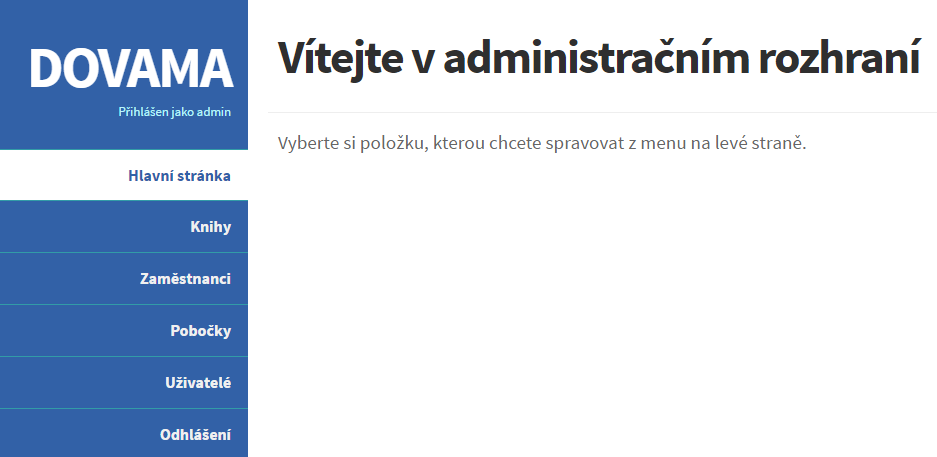 DOVAMA
Přihlášen jako admin
Hlavní stránka
Knihy
Zaměstnanci
Pobočky
Uživatelé
Odhlášení
Vítejte v administračním rozhraní
Vyberte si položku, kterou chcete spravovat z menu na levé straně.